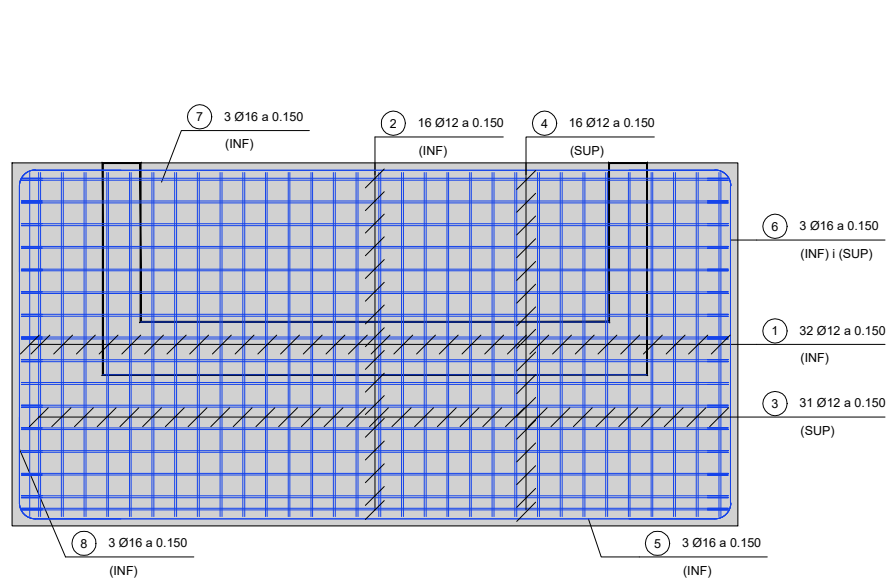 7 3 Ø16 a 0.150
(INF)
2 16 Ø12 a 0.150
(INF)
4 16 Ø12 a 0.150
(SUP)
6 3 Ø16 a 0.150
(INF) i (SUP)
1 32 Ø12 a 0.150
(INF)
3 31 Ø12 a 0.150
(SUP)
8 3 Ø16 a 0.150
(INF)
5 3 Ø16 a 0.150
(INF)